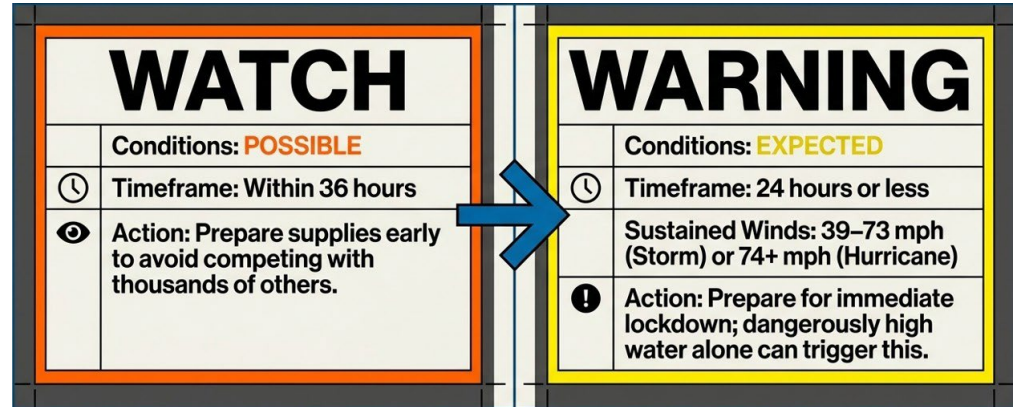 WATCH
Conditions: POSSIBLE
Timeframe: Within 36 hours
Action: Prepare supplies early
to avoid competing with
thousands of others.
WARNING
Conditions: EXPECTED
Timeframe: 24 hours or less
Sustained Winds: 39–73 mph
(Storm) or 74+ mph (Hurricane)
Action: Prepare for immediate
lockdown; dangerously high
water alone can trigger this.